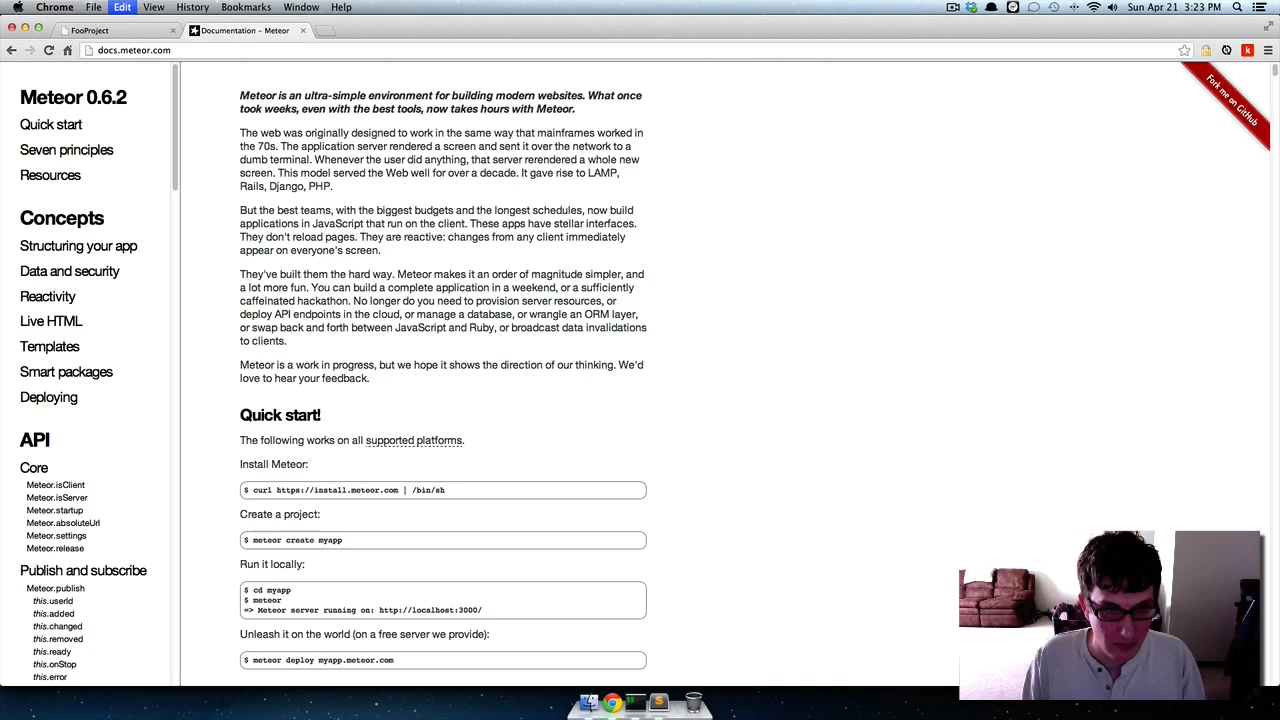 Chrome File Edit View History Bookmarks Window Help Sun Apr 21 3:23 PM
FooProject Documentation - Meteor
docs.meteor.com
Fork me on GitHub
Meteor 0.6.2
Quick start
Seven principles
Resources
Concepts
Structuring your app
Data and security
Reactivity
Live HTML
Templates
Smart packages
Deploying
API
Core
Meteor.isClient
Meteor.isServer
Meteor.startup
Meteor.absoluteUrl
Meteor.settings
Meteor.release
Publish and subscribe
Meteor.publish
this.userId
this.added
this.changed
this.removed
this.ready
this.onStop
this.error
Meteor is an ultra-simple environment for building modern websites. What once
took weeks, even with the best tools, now takes hours with Meteor.
The web was originally designed to work in the same way that mainframes worked in
the 70s. The application server rendered a screen and sent it over the network to a
dumb terminal. Whenever the user did anything, that server rerendered a whole new
screen. This model served the Web well for over a decade. It gave rise to LAMP,
Rails, Django, PHP.
But the best teams, with the biggest budgets and the longest schedules, now build
applications in JavaScript that run on the client. These apps have stellar interfaces.
They don't reload pages. They are reactive: changes from any client immediately
appear on everyone's screen.
They've built them the hard way. Meteor makes it an order of magnitude simpler, and
a lot more fun. You can build a complete application in a weekend, or a sufficiently
caffeinated hackathon. No longer do you need to provision server resources, or
deploy API endpoints in the cloud, or manage a database, or wrangle an ORM layer,
or swap back and forth between JavaScript and Ruby, or broadcast data invalidations
to clients.
Meteor is a work in progress, but we hope it shows the direction of our thinking. We'd
love to hear your feedback.
Quick start!
The following works on all supported platforms.
Install Meteor:
$ curl https://install.meteor.com | /bin/sh
Create a project:
$ meteor create myapp
Run it locally:
$ cd myapp
$ meteor
=> Meteor server running on: http://localhost:3000/
Unleash it on the world (on a free server we provide):
$ meteor deploy myapp.meteor.com